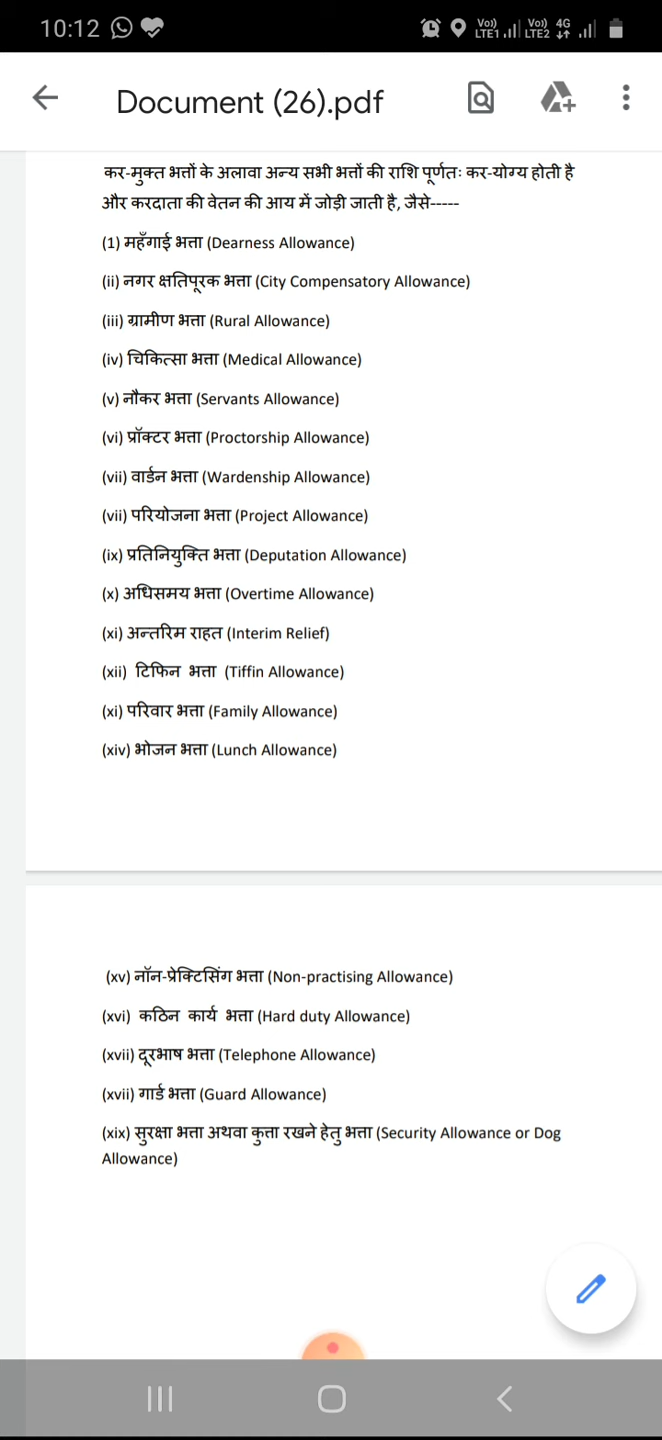 10:12
Vo)) LTE1 Vo)) LTE2 4G
Document (26).pdf
कर-मुक्त भत्तों के अलावा अन्य सभी भत्तों की राशि पूर्णतः कर-योग्य होती है
और करदाता की वेतन की आय में जोड़ी जाती है, जैसे-----
(1) महँगाई भत्ता (Dearness Allowance)
(ii) नगर क्षतिपूरक भत्ता (City Compensatory Allowance)
(iii) ग्रामीण भत्ता (Rural Allowance)
(iv) चिकित्सा भत्ता (Medical Allowance)
(v) नौकर भत्ता (Servants Allowance)
(vi) प्रॉक्टर भत्ता (Proctorship Allowance)
(vii) वार्डन भत्ता (Wardenship Allowance)
(vii) परियोजना भत्ता (Project Allowance)
(ix) प्रतिनियुक्ति भत्ता (Deputation Allowance)
(x) अधिसमय भत्ता (Overtime Allowance)
(xi) अन्तरिम राहत (Interim Relief)
(xii) टिफिन भत्ता (Tiffin Allowance)
(xi) परिवार भत्ता (Family Allowance)
(xiv) भोजन भत्ता (Lunch Allowance)
(xv) नॉन-प्रेक्टिसिंग भत्ता (Non-practising Allowance)
(xvi) कठिन कार्य भत्ता (Hard duty Allowance)
(xvii) दूरभाष भत्ता (Telephone Allowance)
(xvii) गार्ड भत्ता (Guard Allowance)
(xix) सुरक्षा भत्ता अथवा कुत्ता रखने हेतु भत्ता (Security Allowance or Dog
Allowance)